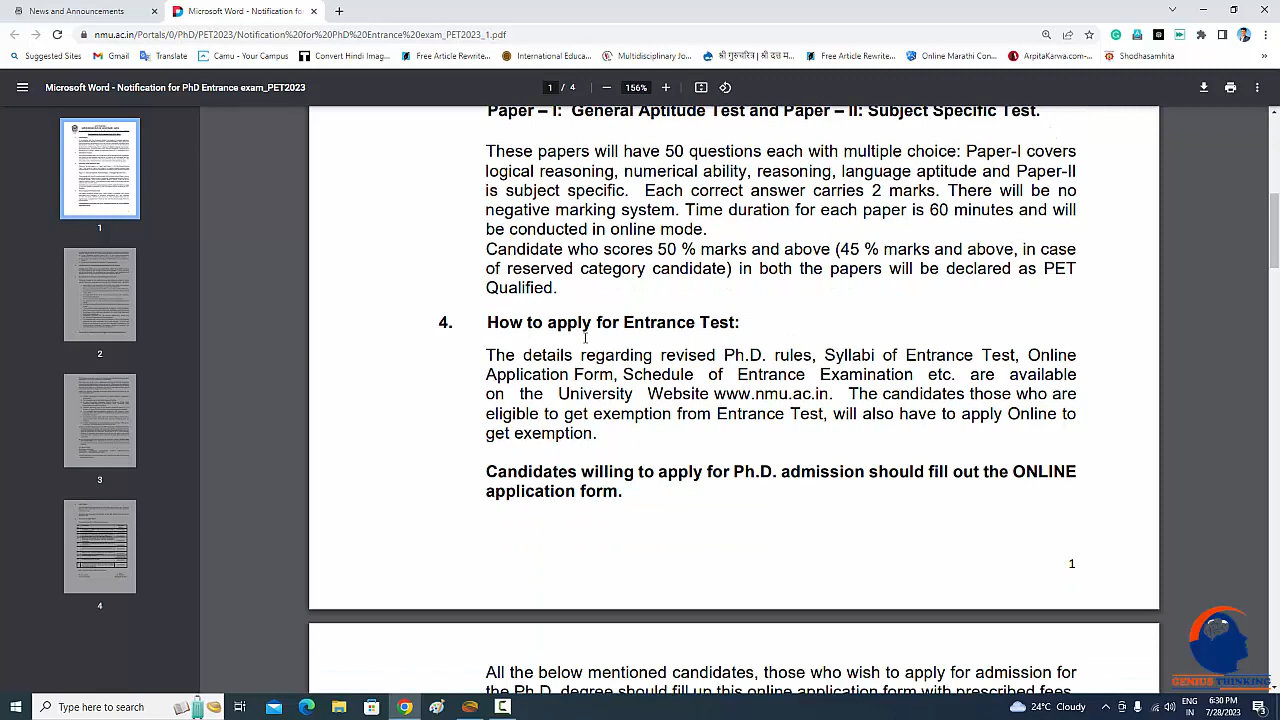 News and Announcements
Microsoft Word - Notification for
nmu.ac.in/Portals/0/PhD/PET2023/Notification%20for%20PhD%20Entrance%20exam_PET2023_1.pdf
Suggested Sites
Gmail
Translate
Canu - YouTube
Convert Hindi Imag...
Free Article Rewrite...
International Educa...
Multidisciplinary Jo...
श्री गुरुचरित्र | श्री दत्त म...
Free Article Rewrite...
Online Marathi Con...
ArpitaKarwa.com...
Shodhasamhita
Microsoft Word - Notification for PhD Entrance exam_PET2023
1 / 4
156%
Paper – I: General Aptitude Test and Paper – II: Subject Specific Test.
These papers will have 50 questions each with multiple choice. Paper-I covers
logical reasoning, numerical ability, reasoning language aptitude and Paper-II
is subject specific. Each correct answer carries 2 marks. There will be no
negative marking system. Time duration for each paper is 60 minutes and will
be conducted in online mode.
Candidate who scores 50 % marks and above (45 % marks and above, in case
of reserved category candidate) in both the papers will be declared as PET
Qualified.
4. How to apply for Entrance Test:
The details regarding revised Ph.D. rules, Syllabi of Entrance Test, Online
Application Form, Schedule of Entrance Examination etc. are available
on the University Website www.nmu.ac.in. The candidates those who are
eligible to get exemption from Entrance Test, will also have to apply Online to
get exemption.
Candidates willing to apply for Ph.D. admission should fill out the ONLINE
application form.
1
All the below mentioned candidates, those who wish to apply for admission for
1
2
3
4
GENIUS THINKING
Type here to search
24°C Cloudy
ENG
IN
6:30 PM
7/28/2023